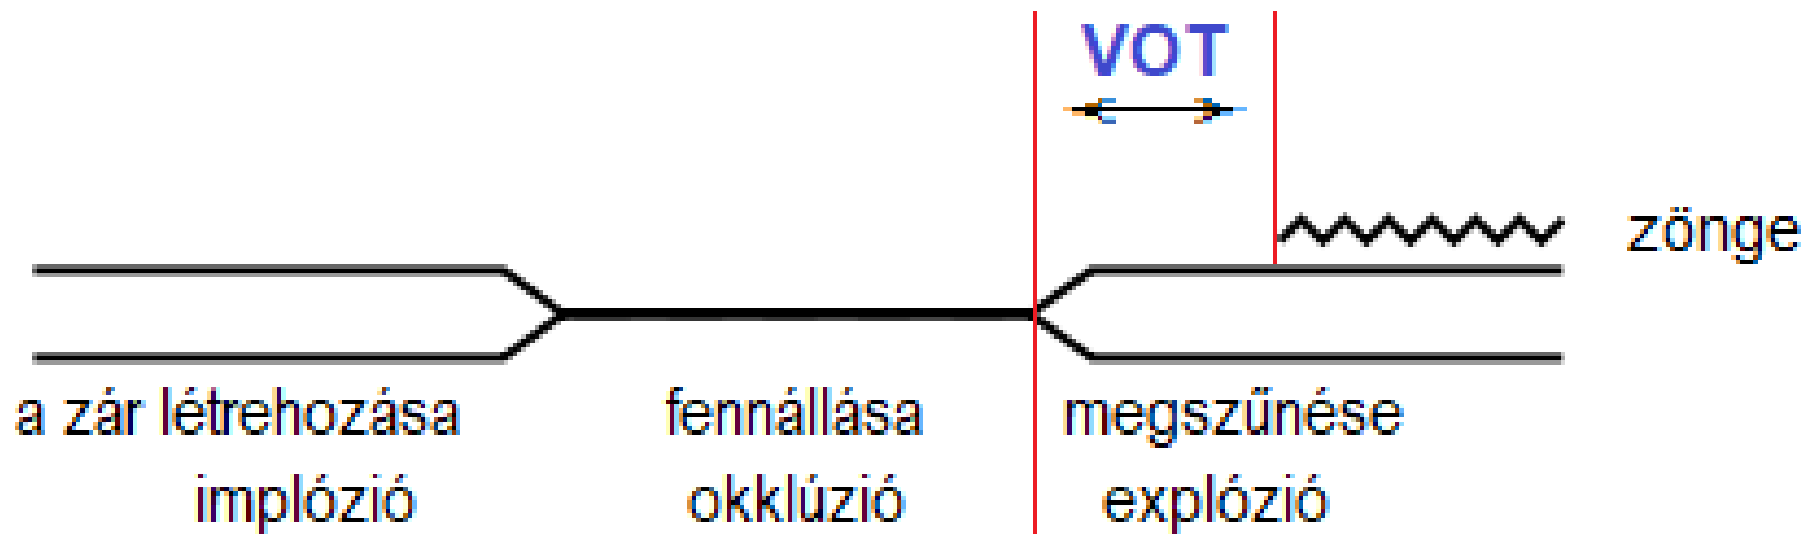 VOT
zönge
a zár létrehozása fennállása megszűnése
implózió okklúzió explózió